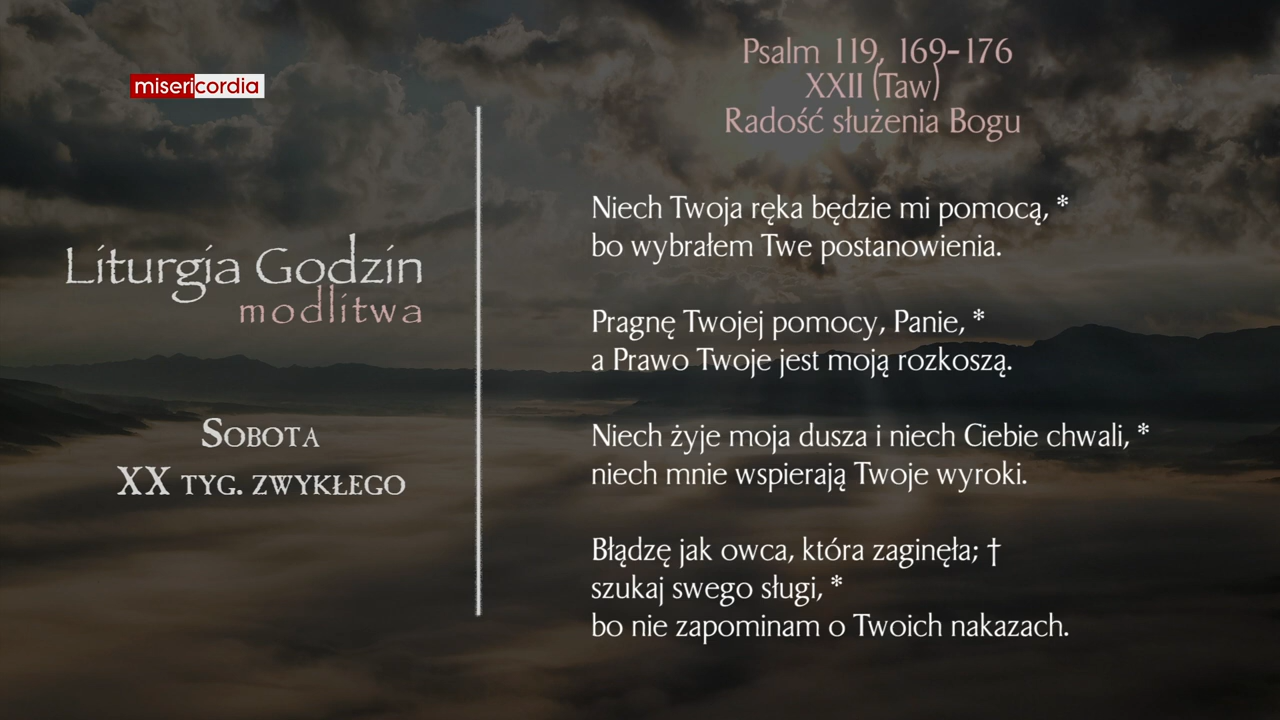 misericordia
Liturgia Godzin
modlitwa
Sobota
XX tyg. zwykłego
Psalm 119, 169-176
XXII (Taw)
Radość służenia Bogu
Niech Twoja ręka będzie mi pomocą, *
bo wybrałem Twe postanowienia.
Pragnę Twojej pomocy, Panie, *
a Prawo Twoje jest moją rozkoszą.
Niech żyje moja dusza i niech Ciebie chwali, *
niech mnie wspierają Twoje wyroki.
Błądzę jak owca, która zaginęła; †
szukaj swego sługi, *
bo nie zapominam o Twoich nakazach.